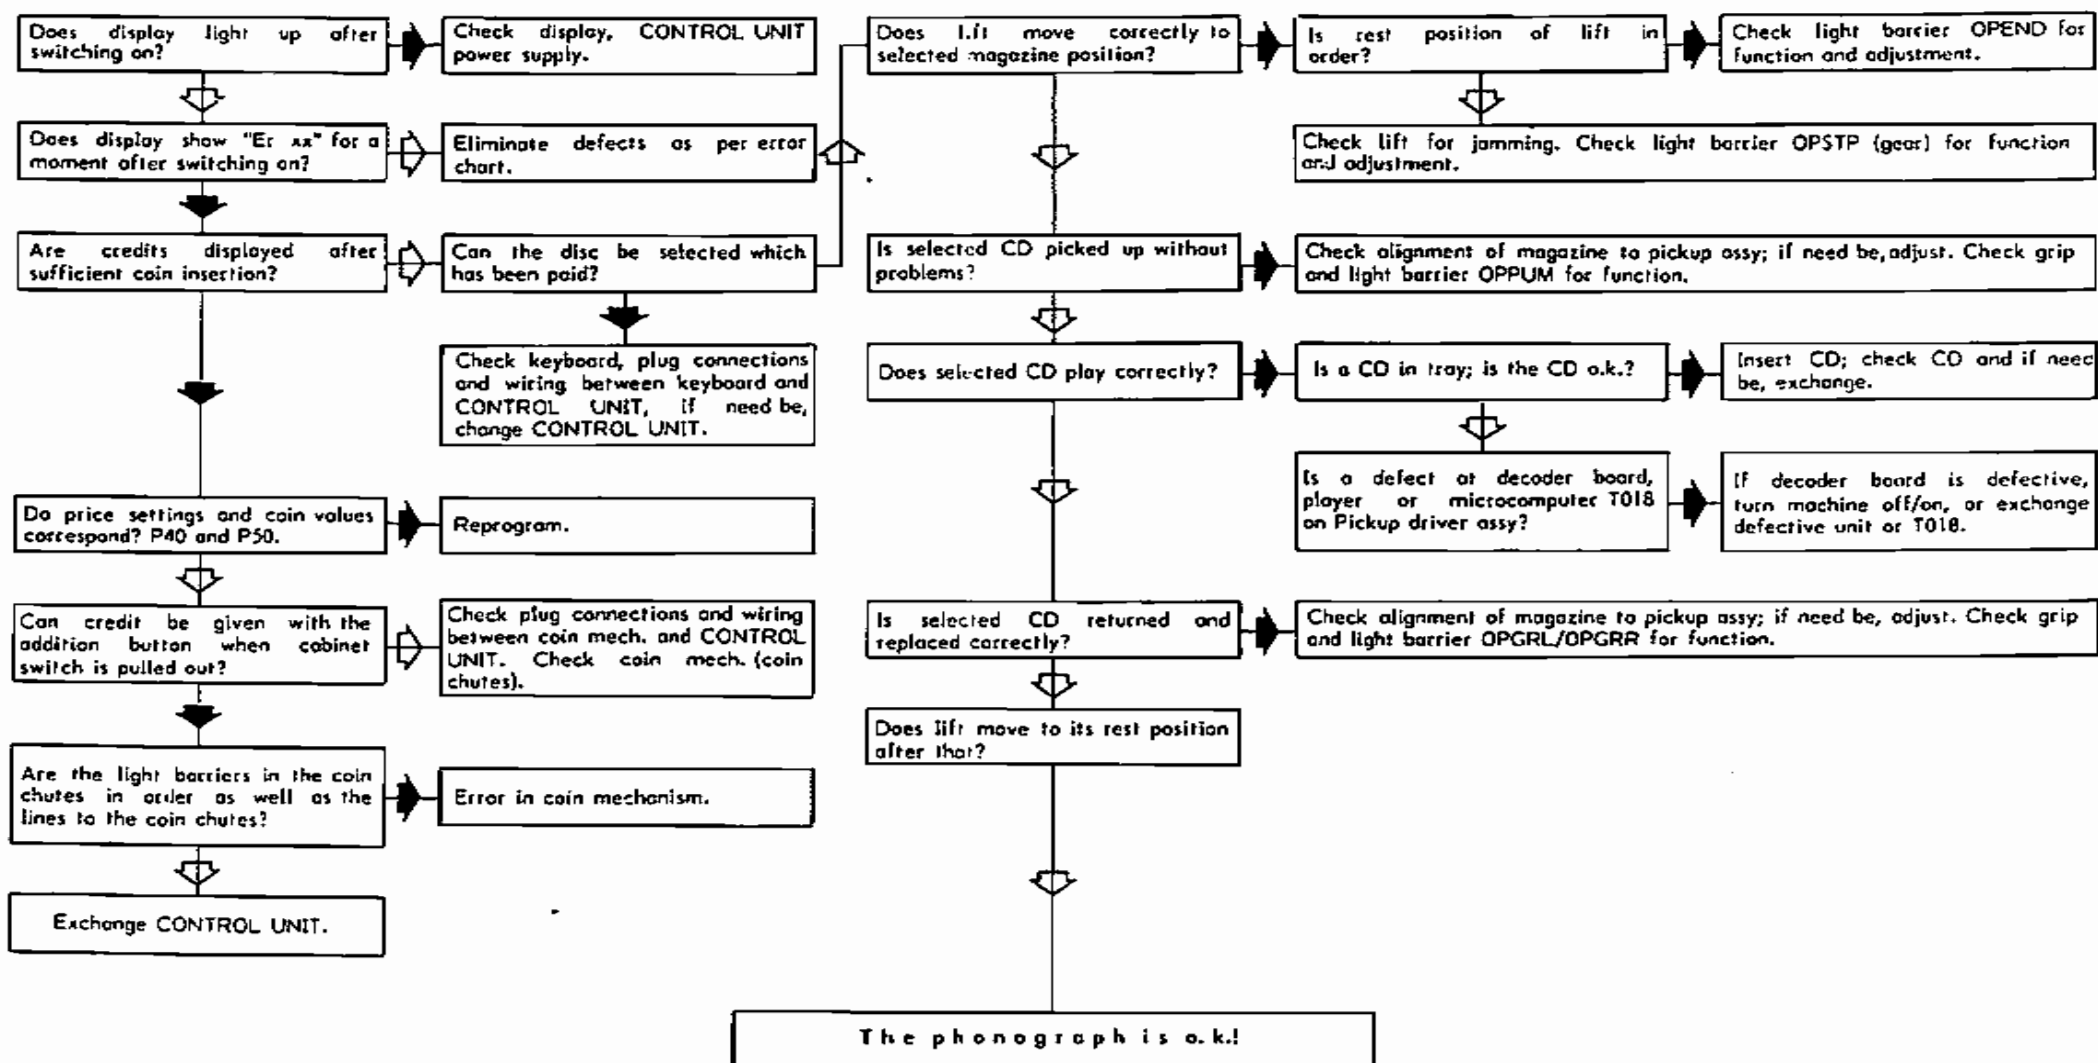 Does display light up after
switching on?
Check display, CONTROL UNIT
power supply.
Does display show "Er xx" for a
moment after switching on?
Eliminate defects as per error
chart.
Are credits displayed after
sufficient coin insertion?
Can the disc be selected which
has been paid?
Check keyboard, plug connections
and wiring between keyboard and
CONTROL UNIT, if need be,
change CONTROL UNIT.
Do price settings and coin values
correspond? P40 and P50.
Reprogram.
Can credit be given with the
addition button when cabinet
switch is pulled out?
Check plug connections and wiring
between coin mech. and CONTROL
UNIT. Check coin mech. (coin
chutes).
Are the light barriers in the coin
chutes in order as well as the
lines to the coin chutes?
Error in coin mechanism.
Exchange CONTROL UNIT.
Does lift move correctly to
selected magazine position?
Is rest position of lift in
order?
Check light barrier OPEND for
function and adjustment.
Check lift for jamming. Check light barrier OPSTP (gear) for function
and adjustment.
Is selected CD picked up without
problems?
Check alignment of magazine to pickup assy; if need be, adjust. Check grip
and light barrier OPPUM for function.
Does selected CD play correctly?
Is a CD in tray; is the CD o.k.?
Insert CD; check CD and if need
be, exchange.
Is a defect at decoder board,
player or microcomputer T018
on Pickup driver assy?
If decoder board is defective,
turn machine off/on, or exchange
defective unit or T018.
Is selected CD returned and
replaced correctly?
Check alignment of magazine to pickup assy; if need be, adjust. Check grip
and light barrier OPGRL/OPGRR for function.
Does lift move to its rest position
after that?
The phonograph is o.k.!